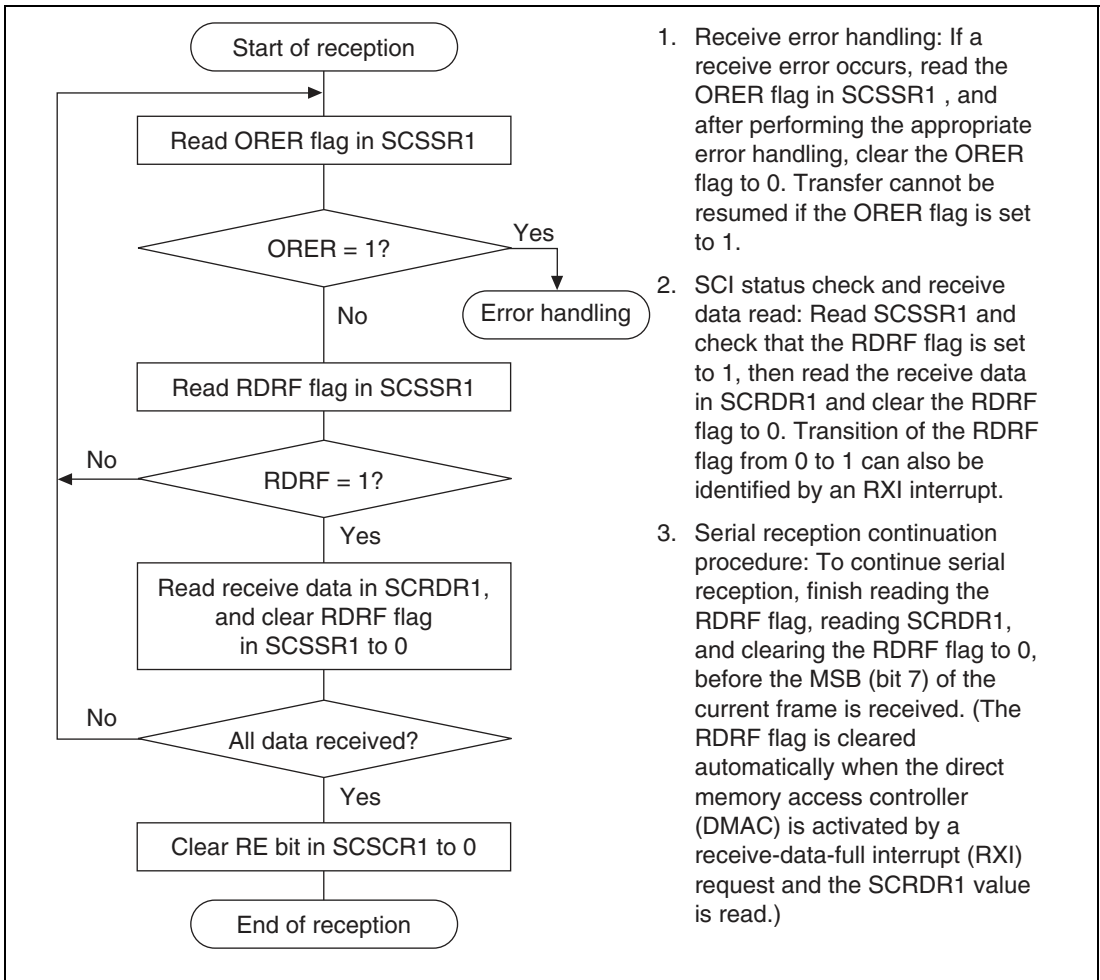 Start of reception
Read ORER flag in SCSSR1
ORER = 1?
Yes
Error handling
No
Read RDRF flag in SCSSR1
No
RDRF = 1?
Yes
Read receive data in SCRDR1,
and clear RDRF flag
in SCSSR1 to 0
No
All data received?
Yes
Clear RE bit in SCSCR1 to 0
End of reception
1. Receive error handling: If a
receive error occurs, read the
ORER flag in SCSSR1 , and
after performing the appropriate
error handling, clear the ORER
flag to 0. Transfer cannot be
resumed if the ORER flag is set
to 1.
2. SCI status check and receive
data read: Read SCSSR1 and
check that the RDRF flag is set
to 1, then read the receive data
in SCRDR1 and clear the RDRF
flag to 0. Transition of the RDRF
flag from 0 to 1 can also be
identified by an RXI interrupt.
3. Serial reception continuation
procedure: To continue serial
reception, finish reading the
RDRF flag, reading SCRDR1,
and clearing the RDRF flag to 0,
before the MSB (bit 7) of the
current frame is received. (The
RDRF flag is cleared
automatically when the direct
memory access controller
(DMAC) is activated by a
receive-data-full interrupt (RXI)
request and the SCRDR1 value
is read.)